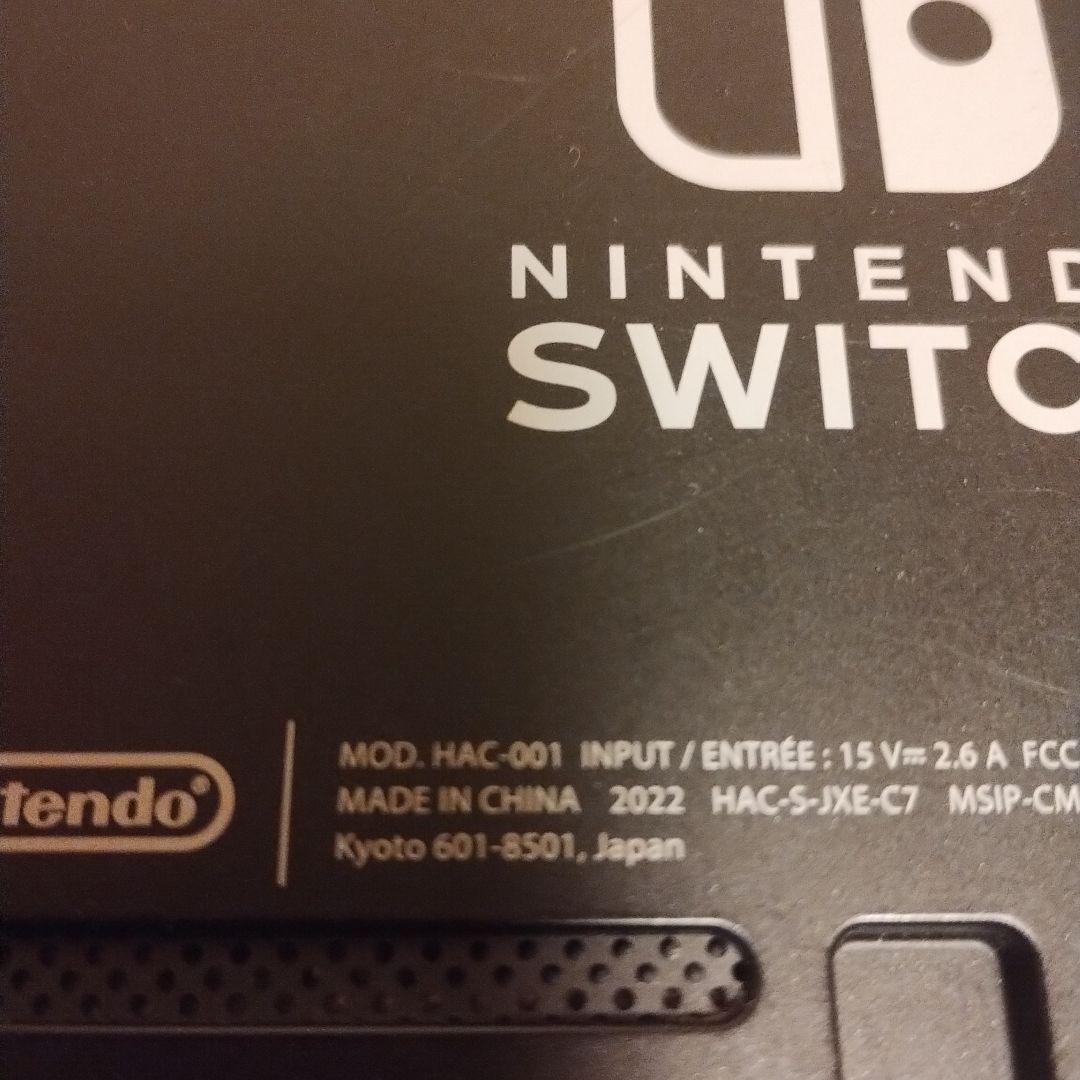 NINTEND
SWITC
tendo®
MOD. HAC-001 INPUT / ENTRÉE : 15 V⎓ 2.6 A FCC
MADE IN CHINA 2022 HAC-S-JXE-C7 MSIP-CM
Kyoto 601-8501, Japan